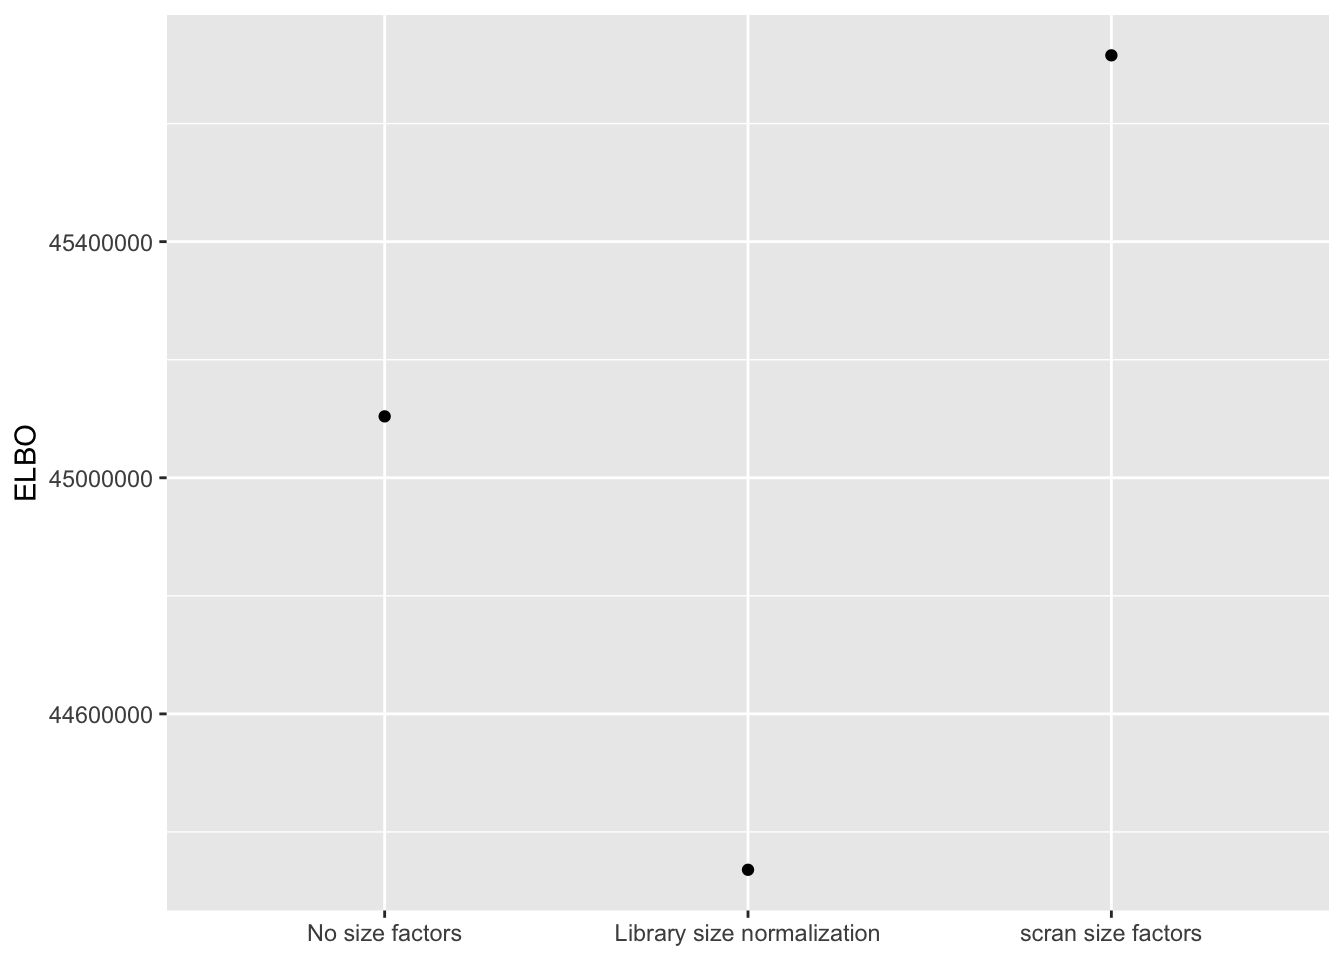 ELBO
45400000
45000000
44600000
No size factors
Library size normalization
scran size factors